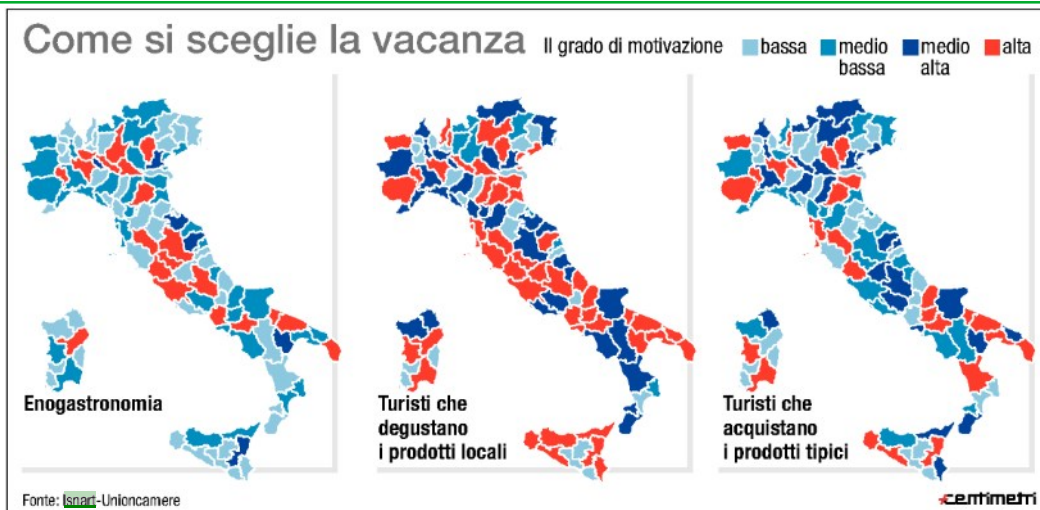 Come si sceglie la vacanza
Il grado di motivazione
bassa
medio
bassa
medio
alta
alta
Enogastronomia
Turisti che
degustano
i prodotti locali
Turisti che
acquistano
i prodotti tipici
Fonte: Isnart-Unioncamere
centimetri